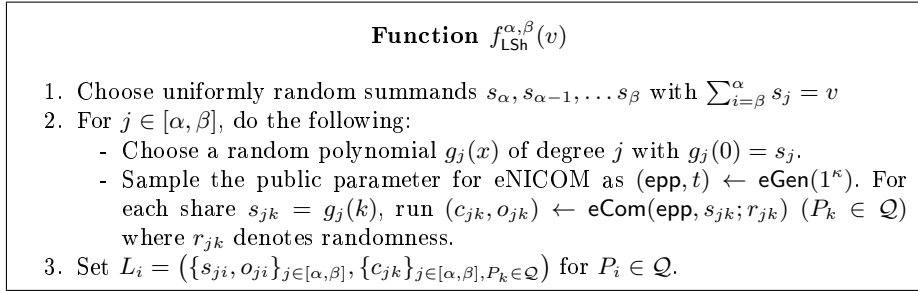 Function $f_{\mathsf{LSh}}^{\alpha,\beta}(v)$
1. Choose uniformly random summands $s_\alpha, s_{\alpha-1}, \ldots s_\beta$ with $\sum_{i=\beta}^{\alpha} s_j = v$
2. For $j \in [\alpha, \beta]$, do the following:
- Choose a random polynomial $g_j(x)$ of degree $j$ with $g_j(0) = s_j$.
- Sample the public parameter for eNICOM as $(\mathsf{epp}, t) \leftarrow \mathsf{eGen}(1^\kappa)$. For
each share $s_{jk} = g_j(k)$, run $(c_{jk}, o_{jk}) \leftarrow \mathsf{eCom}(\mathsf{epp}, s_{jk}; r_{jk})$ $(P_k \in \mathcal{Q})$
where $r_{jk}$ denotes randomness.
3. Set $L_i = \left(\{s_{ji}, o_{ji}\}_{j \in [\alpha,\beta]}, \{c_{jk}\}_{j \in [\alpha,\beta], P_k \in \mathcal{Q}}\right)$ for $P_i \in \mathcal{Q}$.